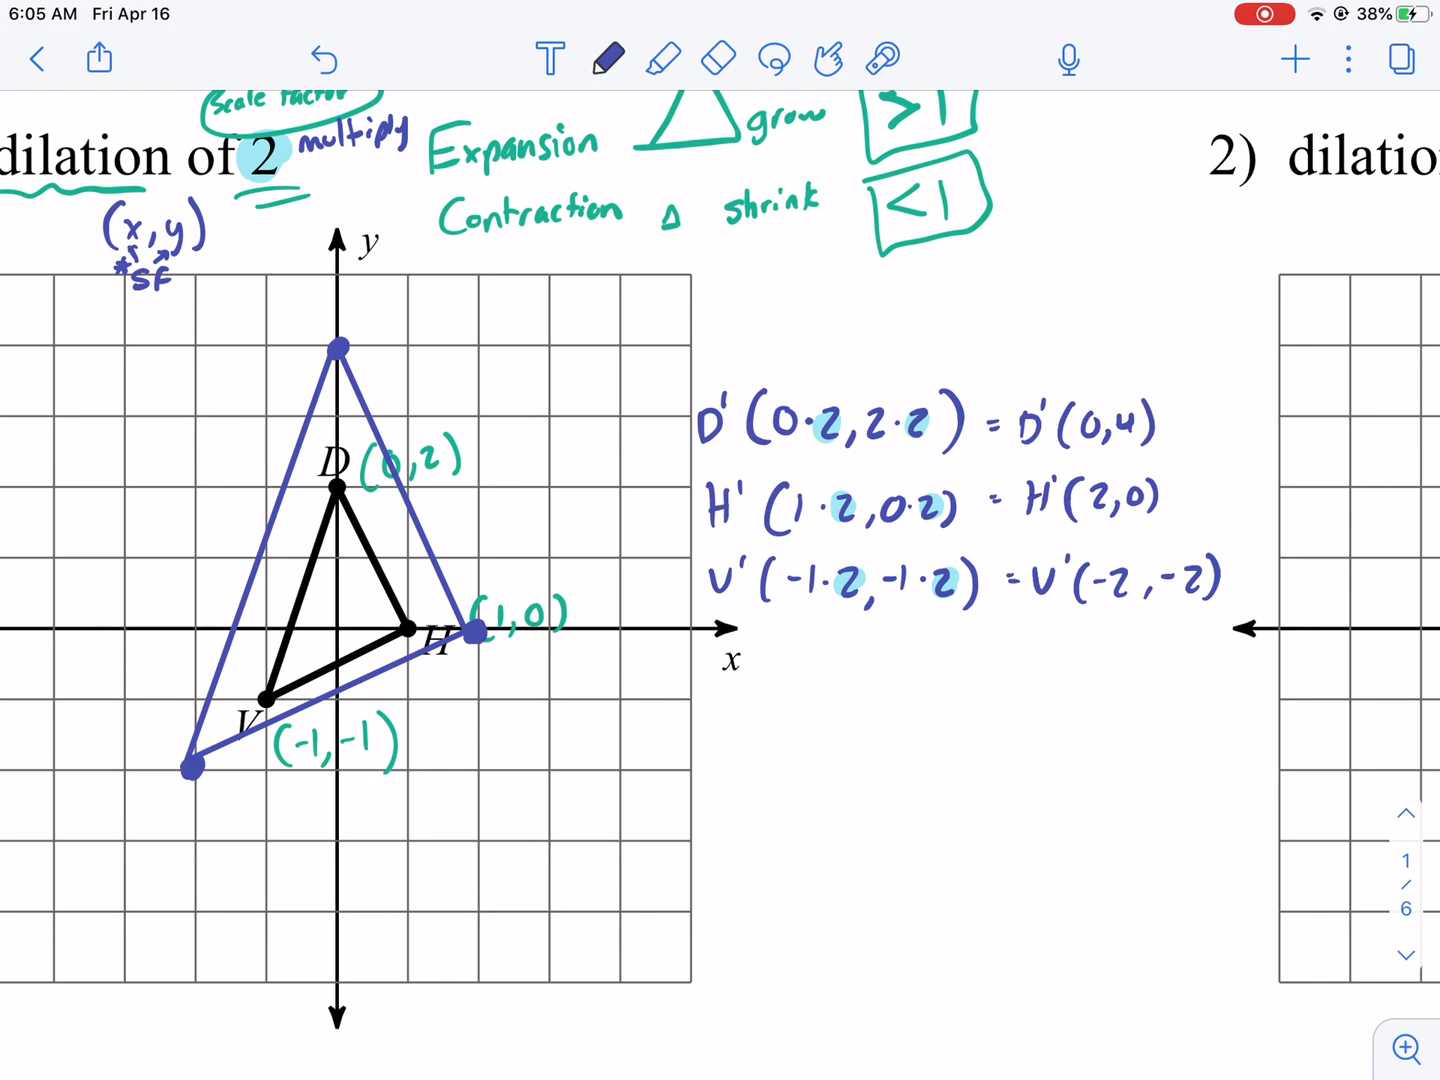 6:05 AM Fri Apr 16
38%
T
Scale factor
dilation of 2 multiply
Expansion grow >1
Contraction Δ shrink <1
2) dilatio
(x,y)
*SF
y
D (0,2)
D'(0·2,2·2) = D'(0,4)
H'(1·2,0·2) = H'(2,0)
V'(-1·2,-1·2) = V'(-2,-2)
H (1,0)
x
V (-1,-1)
1
/
6